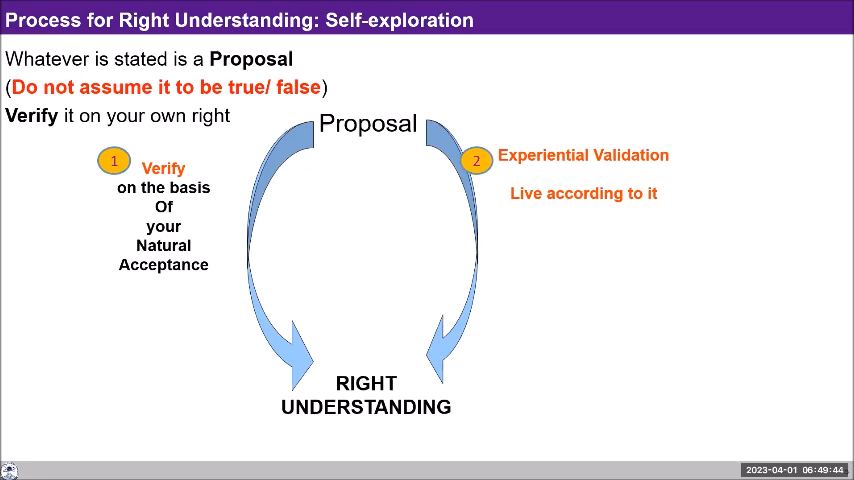 Process for Right Understanding: Self-exploration
Whatever is stated is a Proposal
(Do not assume it to be true/ false)
Verify it on your own right
Proposal
1
Verify
on the basis
Of
your
Natural
Acceptance
2
Experiential Validation
Live according to it
RIGHT
UNDERSTANDING
2023-04-01 06:49:44